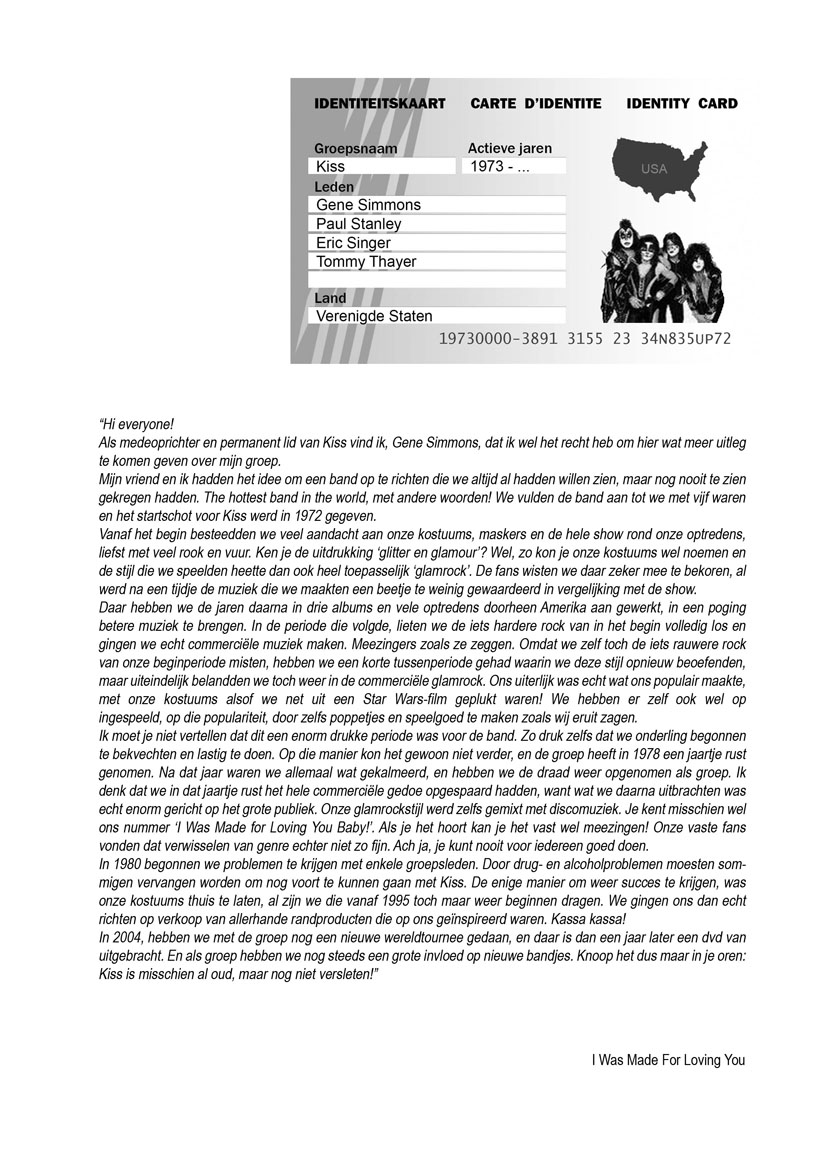 IDENTITEITSKAART CARTE D'IDENTITE IDENTITY CARD
Groepsnaam Actieve jaren
Kiss 1973 - ...
USA
Leden
Gene Simmons
Paul Stanley
Eric Singer
Tommy Thayer
Land
Verenigde Staten
19730000-3891 3155 23 34N835UP72
“Hi everyone!
Als medeoprichter en permanent lid van Kiss vind ik, Gene Simmons, dat ik wel het recht heb om hier wat meer uitleg
te komen geven over mijn groep.
Mijn vriend en ik hadden het idee om een band op te richten die we altijd al hadden willen zien, maar nog nooit te zien
gekregen hadden. The hottest band in the world, met andere woorden! We vulden de band aan tot we met vijf waren
en het startschot voor Kiss werd in 1972 gegeven.
Vanaf het begin besteedden we veel aandacht aan onze kostuums, maskers en de hele show rond onze optredens,
liefst met veel rook en vuur. Ken je de uitdrukking ‘glitter en glamour’? Wel, zo kon je onze kostuums wel noemen en
de stijl die we speelden heette dan ook heel toepasselijk ‘glamrock’. De fans wisten we daar zeker mee te bekoren, al
werd na een tijdje de muziek die we maakten een beetje te weinig gewaardeerd in vergelijking met de show.
Daar hebben we de jaren daarna in drie albums en vele optredens doorheen Amerika aan gewerkt, in een poging
betere muziek te brengen. In de periode die volgde, lieten we de iets hardere rock van in het begin volledig los en
gingen we echt commerciële muziek maken. Meezingers zoals ze zeggen. Omdat we zelf toch de iets rauwere rock
van onze beginperiode misten, hebben we een korte tussenperiode gehad waarin we deze stijl opnieuw beoefenden,
maar uiteindelijk belandden we toch weer in de commerciële glamrock. Ons uiterlijk was echt wat ons populair maakte,
met onze kostuums alsof we net uit een Star Wars-film geplukt waren! We hebben er zelf ook wel op
ingespeeld, op die populariteit, door zelfs poppetjes en speelgoed te maken zoals wij eruit zagen.
Ik moet je niet vertellen dat dit een enorm drukke periode was voor de band. Zo druk zelfs dat we onderling begonnen
te bekvechten en lastig te doen. Op die manier kon het gewoon niet verder, en de groep heeft in 1978 een jaartje rust
genomen. Na dat jaar waren we allemaal wat gekalmeerd, en hebben we de draad weer opgenomen als groep. Ik
denk dat we in dat jaartje rust het hele commerciële gedoe opgespaard hadden, want wat we daarna uitbrachten was
echt enorm gericht op het grote publiek. Onze glamrockstijl werd zelfs gemixt met discomuziek. Je kent misschien wel
ons nummer ‘I Was Made for Loving You Baby!’. Als je het hoort kan je het vast wel meezingen! Onze vaste fans
vonden dat verwisselen van genre echter niet zo fijn. Ach ja, je kunt nooit voor iedereen goed doen.
In 1980 begonnen we problemen te krijgen met enkele groepsleden. Door drug- en alcoholproblemen moesten som-
migen vervangen worden om nog voort te kunnen gaan met Kiss. De enige manier om weer succes te krijgen, was
onze kostuums thuis te laten, al zijn we die vanaf 1995 toch maar weer beginnen dragen. We gingen ons dan echt
richten op verkoop van allerhande randproducten die op ons geïnspireerd waren. Kassa kassa!
In 2004, hebben we met de groep nog een nieuwe wereldtournee gedaan, en daar is dan een jaar later een dvd van
uitgebracht. En als groep hebben we nog steeds een grote invloed op nieuwe bandjes. Knoop het dus maar in je oren:
Kiss is misschien al oud, maar nog niet versleten!”
I Was Made For Loving You